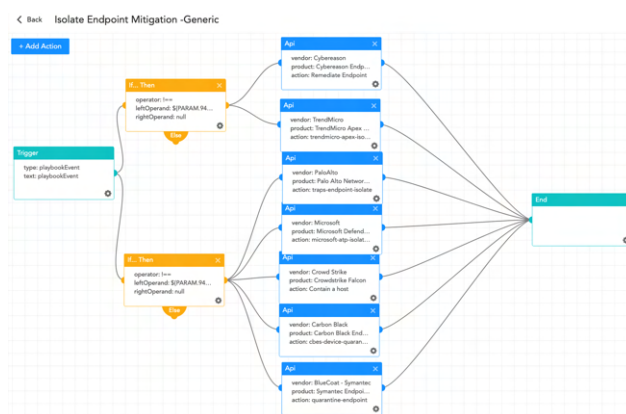 Back
Isolate Endpoint Mitigation -Generic
+ Add Action
Trigger
type: playbookEvent
text: playbookEvent
If... Then
operator: !==
leftOperand: ${PARAM.94...
rightOperand: null
Else
If... Then
operator: !==
leftOperand: ${PARAM.94...
rightOperand: null
Else
Api
vendor: Cybereason
product: Cybereason Endp...
action: Remediate Endpoint
Api
vendor: TrendMicro
product: TrendMicro Apex ...
action: trendmicro-apex-iso...
Api
vendor: PaloAlto
product: Palo Alto Networ...
action: traps-endpoint-isolate
Api
vendor: Microsoft
product: Microsoft Defend...
action: microsoft-atp-isolat...
Api
vendor: Crowd Strike
product: Crowdstrike Falcon
action: Contain a host
Api
vendor: Carbon Black
product: Carbon Black End...
action: cbes-device-quaran...
Api
vendor: BlueCoat - Symantec
product: Symantec Endpoi...
action: quarantine-endpoint
End